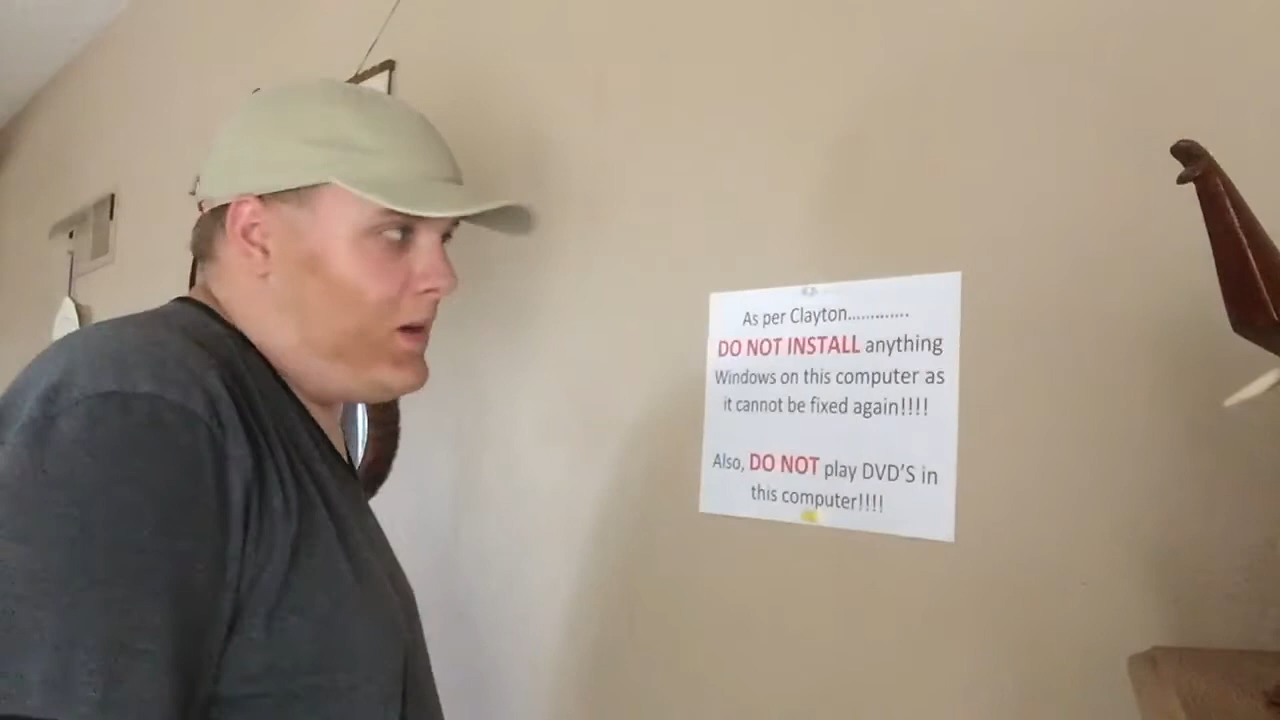 As per Clayton.............
DO NOT INSTALL anything
Windows on this computer as
it cannot be fixed again!!!!
Also, DO NOT play DVD'S in
this computer!!!!